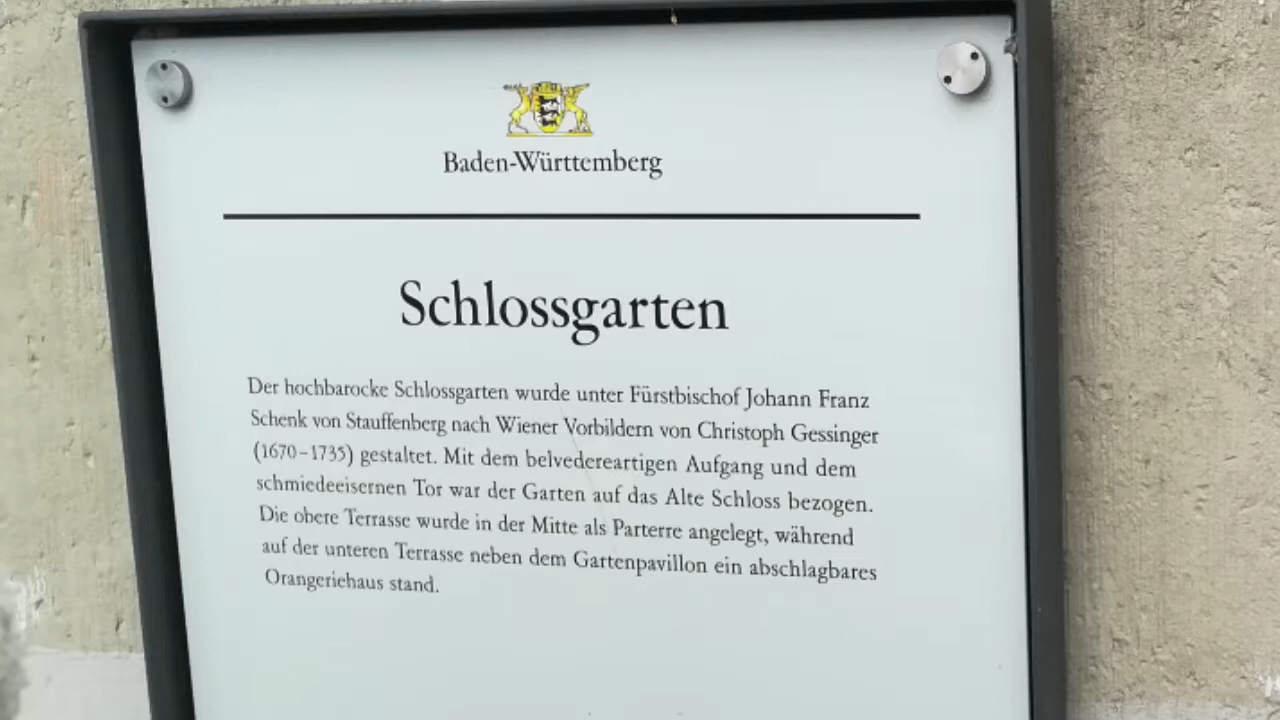 Baden-Württemberg
Schlossgarten
Der hochbarocke Schlossgarten wurde unter Fürstbischof Johann Franz
Schenk von Stauffenberg nach Wiener Vorbildern von Christoph Gessinger
(1670–1735) gestaltet. Mit dem belvedereartigen Aufgang und dem
schmiedeeisernen Tor war der Garten auf das Alte Schloss bezogen.
Die obere Terrasse wurde in der Mitte als Parterre angelegt, während
auf der unteren Terrasse neben dem Gartenpavillon ein abschlagbares
Orangeriehaus stand.